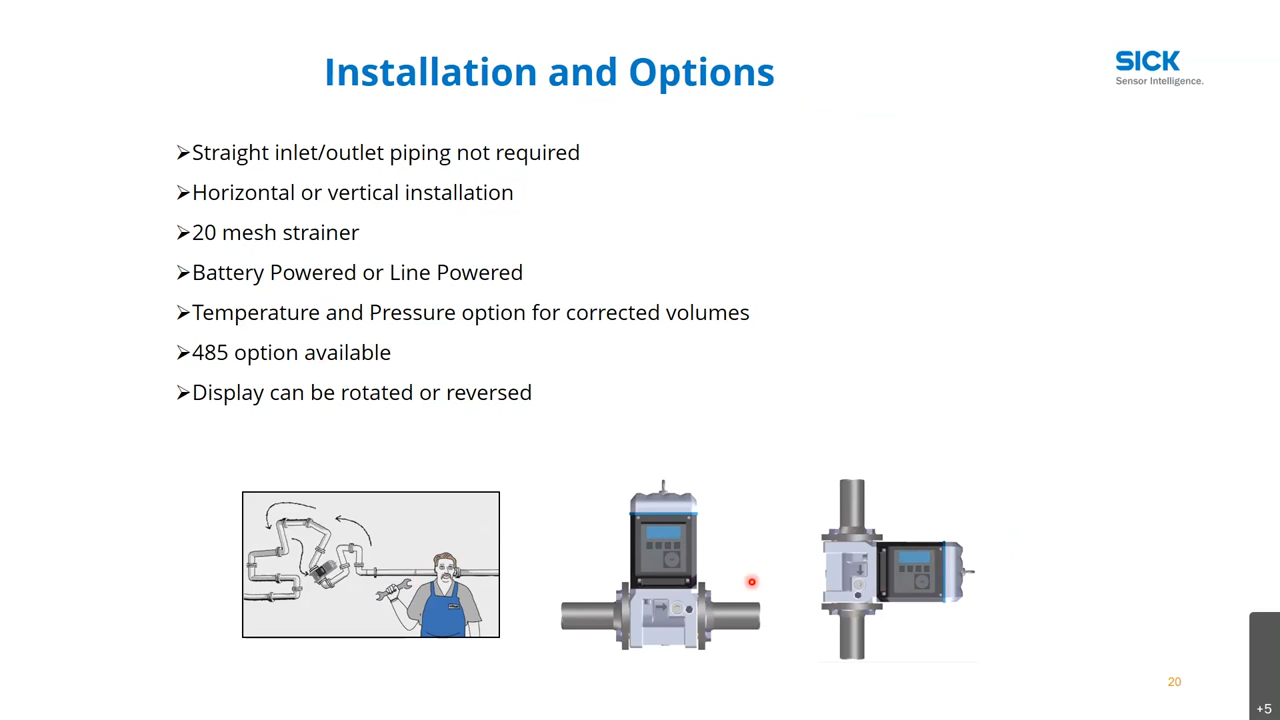 Installation and Options
SICK
Sensor Intelligence.
➢Straight inlet/outlet piping not required
➢Horizontal or vertical installation
➢20 mesh strainer
➢Battery Powered or Line Powered
➢Temperature and Pressure option for corrected volumes
➢485 option available
➢Display can be rotated or reversed
20
+5